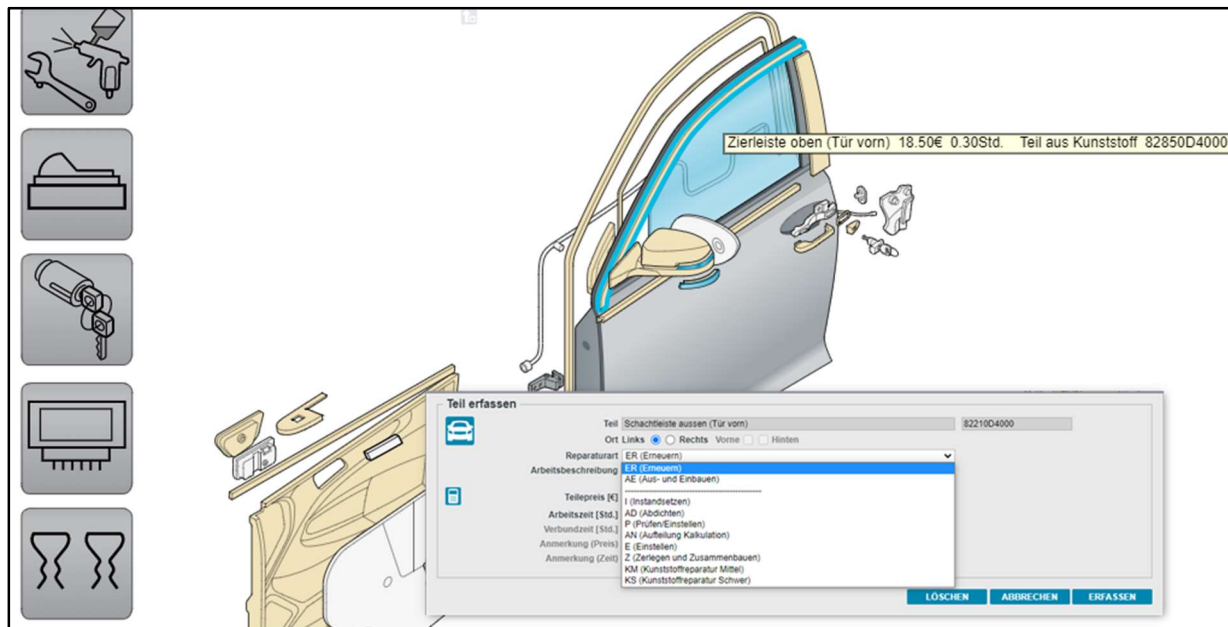 Zierleiste oben (Tür vorn) 18.50€ 0.30Std. Teil aus Kunststoff 82850D4000
Teil erfassen
Teil Schachtleiste aussen (Tür vorn) 82210D4000
Ort Links Rechts Vorne Hinten
Reparaturart ER (Erneuern)
Arbeitsbeschreibung ER (Erneuern)
AE (Aus- und Einbauen)
Teilepreis [€] I (Instandsetzen)
Arbeitszeit [Std.] AD (Abdichten)
P (Prüfen/Einstellen)
Verbundzeit [Std.] AN (Aufteilung Kalkulation)
Anmerkung (Preis) E (Einstellen)
Anmerkung (Zeit) Z (Zerlegen und Zusammenbauen)
KM (Kunststoffreparatur Mittel)
KS (Kunststoffreparatur Schwer)
LÖSCHEN ABBRECHEN ERFASSEN